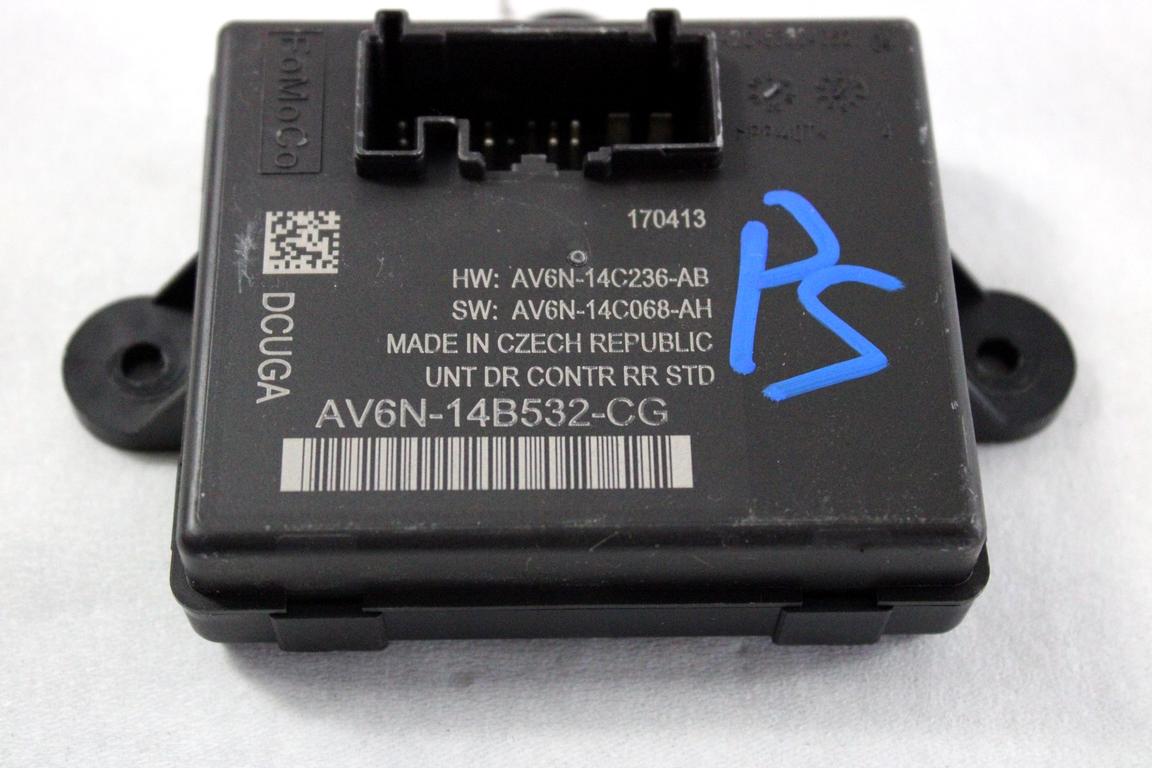 FoMoCo
170413
HW: AV6N-14C236-AB
SW: AV6N-14C068-AH
MADE IN CZECH REPUBLIC
UNT DR CONTR RR STD
AV6N-14B532-CG
DCUGA
PS